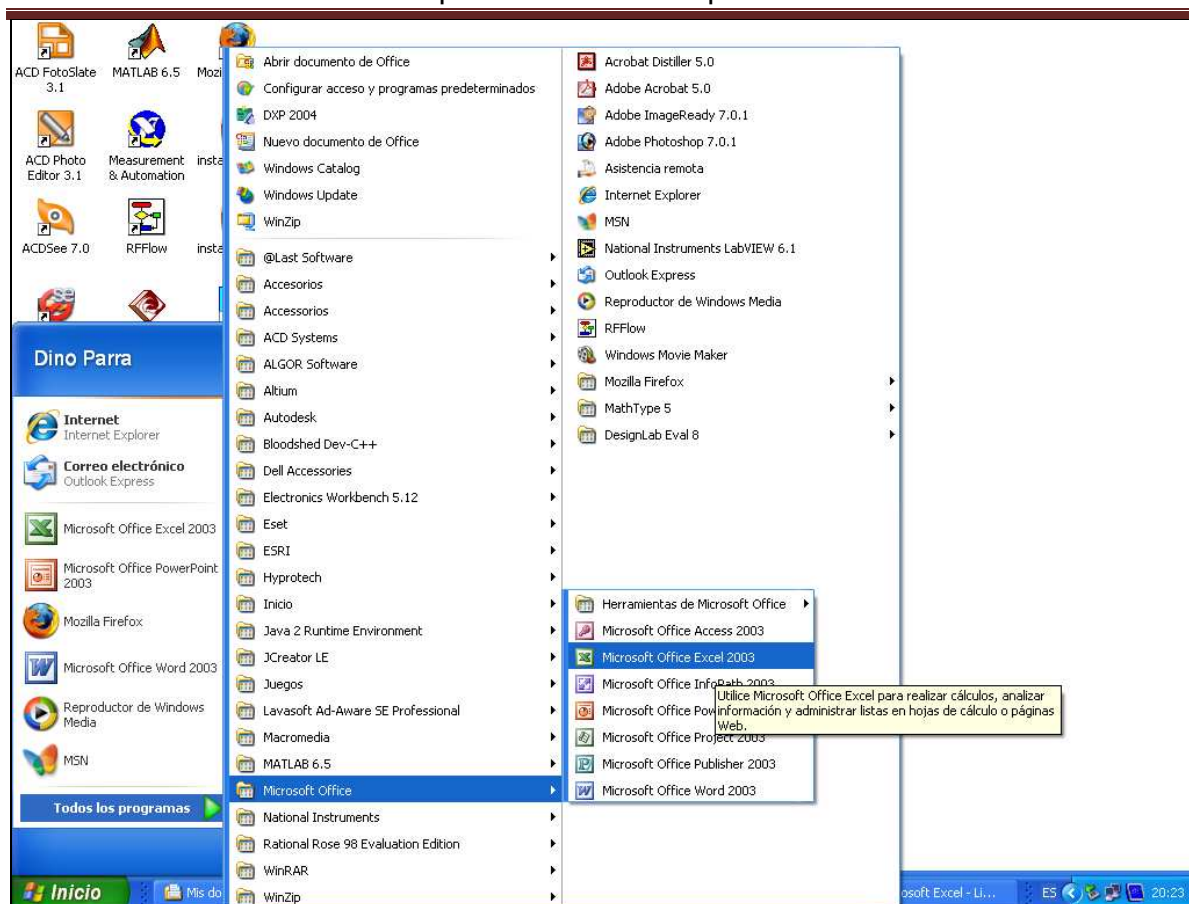 ACD FotoSlate
3.1
MATLAB 6.5
Mozi
ACD Photo
Editor 3.1
Measurement
& Automation
insta
ACDSee 7.0
RFFlow
insta
Dino Parra
Internet
Internet Explorer
Correo electrónico
Outlook Express
Microsoft Office Excel 2003
Microsoft Office PowerPoint
2003
Mozilla Firefox
Microsoft Office Word 2003
Reproductor de Windows
Media
MSN
Todos los programas
Abrir documento de Office
Configurar acceso y programas predeterminados
DXP 2004
Nuevo documento de Office
Windows Catalog
Windows Update
WinZip
@Last Software
Accesorios
Accessorios
ACD Systems
ALGOR Software
Altium
Autodesk
Bloodshed Dev-C++
Dell Accessories
Electronics Workbench 5.12
Eset
ESRI
Hyprotech
Inicio
Java 2 Runtime Environment
JCreator LE
Juegos
Lavasoft Ad-Aware SE Professional
Macromedia
MATLAB 6.5
Microsoft Office
National Instruments
Rational Rose 98 Evaluation Edition
WinRAR
WinZip
Acrobat Distiller 5.0
Adobe Acrobat 5.0
Adobe ImageReady 7.0.1
Adobe Photoshop 7.0.1
Asistencia remota
Internet Explorer
MSN
National Instruments LabVIEW 6.1
Outlook Express
Reproductor de Windows Media
RFFlow
Windows Movie Maker
Mozilla Firefox
MathType 5
DesignLab Eval 8
Herramientas de Microsoft Office
Microsoft Office Access 2003
Microsoft Office Excel 2003
Microsoft Office InfoPath 2003
Microsoft Office Pow
Microsoft Office Project 2003
Microsoft Office Publisher 2003
Microsoft Office Word 2003
Utilice Microsoft Office Excel para realizar cálculos, analizar
información y administrar listas en hojas de cálculo o páginas
Web.
Inicio
Mis do
osoft Excel - Li...
ES
20:23